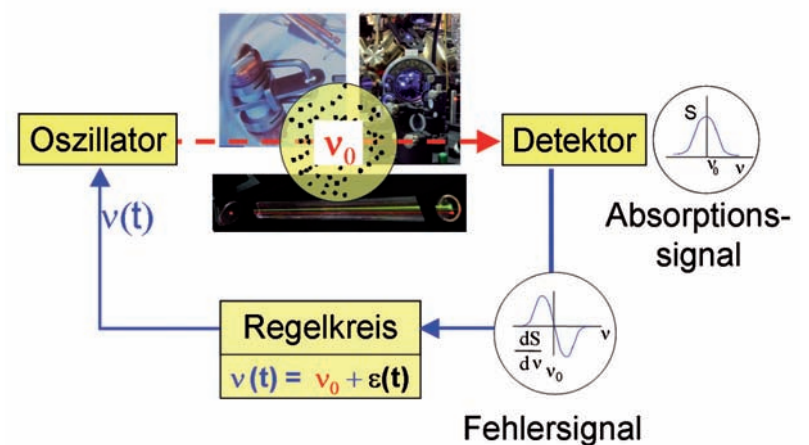 Oszillator
ν₀
Detektor
S
ν₀ ν
Absorptions-
signal
ν(t)
Regelkreis
ν(t) = ν₀ + ε(t)
dS
dν
ν₀
ν
Fehlersignal